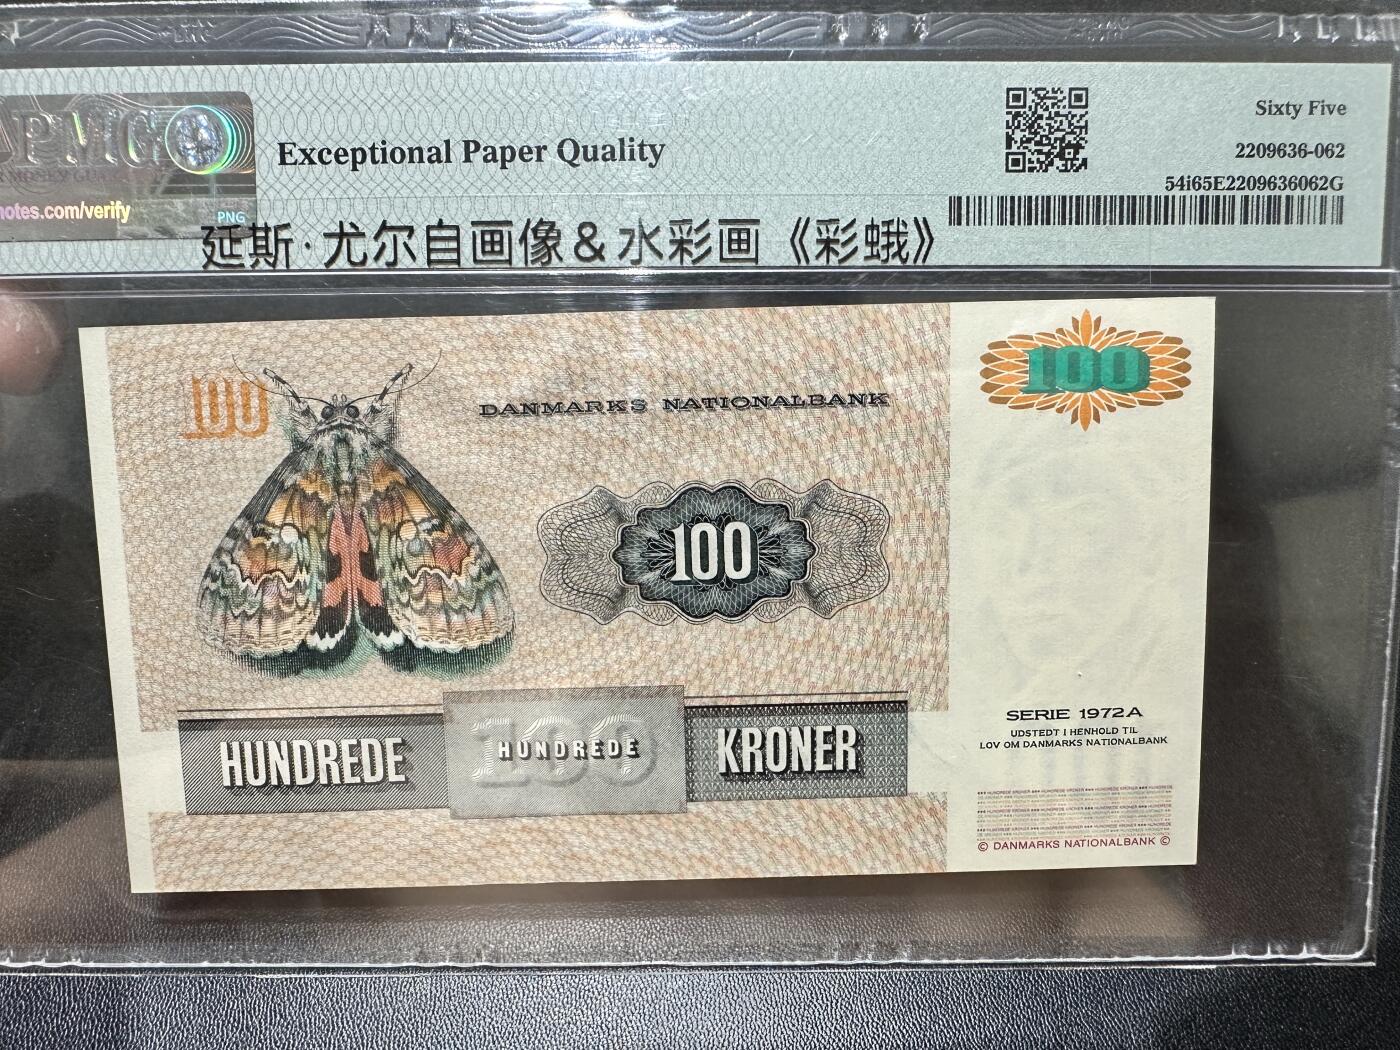 PMG
notes.com/verify
PNG
Exceptional Paper Quality
Sixty Five
2209636-062
54i65E2209636062G
延斯·尤尔自画像&水彩画《彩蛾》
100
100
DANMARKS NATIONALBANK
100
HUNDREDE
100
HUNDREDE
KRONER
SERIE 1972A
UDSTEDT I HENHOLD TIL
LOV OM DANMARKS NATIONALBANK
© DANMARKS NATIONALBANK ©